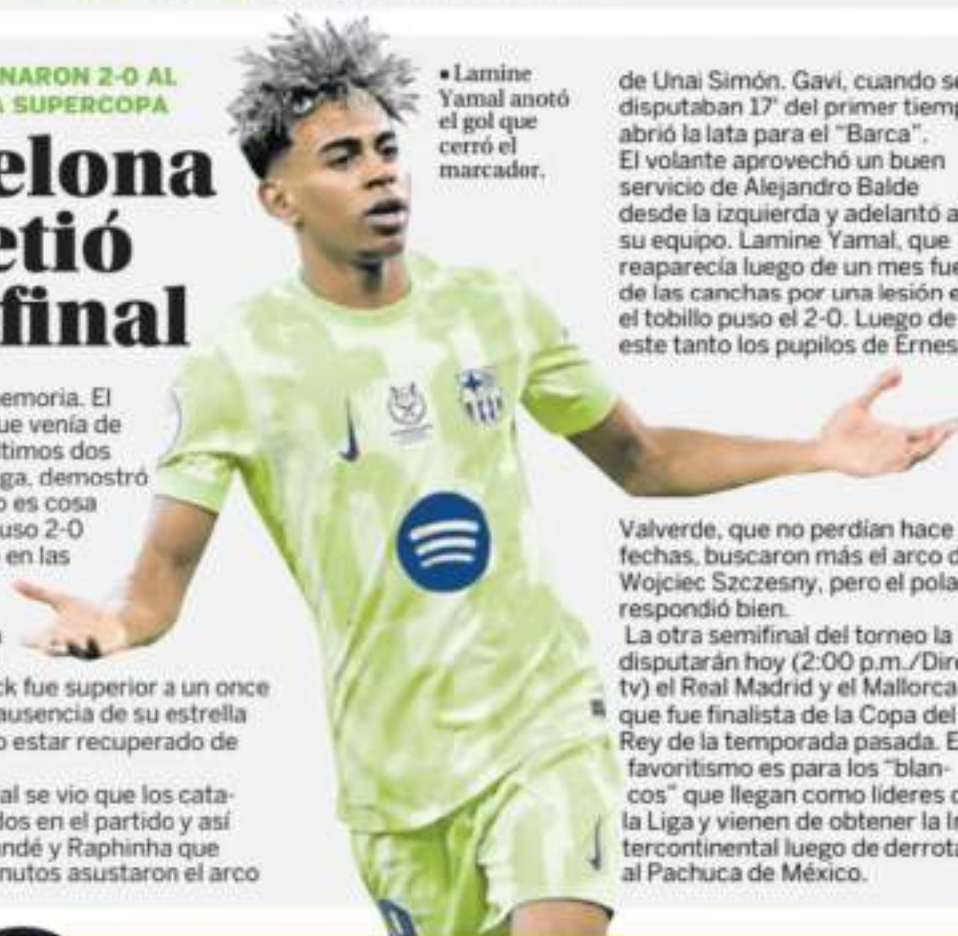 NARON 2-0 AL
A SUPERCOPA
elona
etió
final
emoria. El
ue venía de
ltimos dos
ga, demostró
o es cosa
uso 2-0
en las
ck fue superior a un once
ausencia de su estrella
o estar recuperado de
al se vio que los cata-
dos en el partido y así
undé y Raphinha que
nutos asustaron el arco
• Lamine
Yamal anotó
el gol que
cerró el
marcador.
de Unai Simón. Gavi, cuando se
disputaban 17' del primer tiemp
abrió la lata para el "Barca".
El volante aprovechó un buen
servicio de Alejandro Balde
desde la izquierda y adelantó a
su equipo. Lamine Yamal, que
reaparecía luego de un mes fue
de las canchas por una lesión e
el tobillo puso el 2-0. Luego de
este tanto los pupilos de Ernes
Valverde, que no perdían hace
fechas, buscaron más el arco d
Wojciec Szczesny, pero el pola
respondió bien.
La otra semifinal del torneo la
disputarán hoy (2:00 p.m./Dire
tv) el Real Madrid y el Mallorca
que fue finalista de la Copa del
Rey de la temporada pasada. E
favoritismo es para los "blan-
cos" que llegan como líderes d
la Liga y vienen de obtener la In
tercontinental luego de derrota
al Pachuca de México.